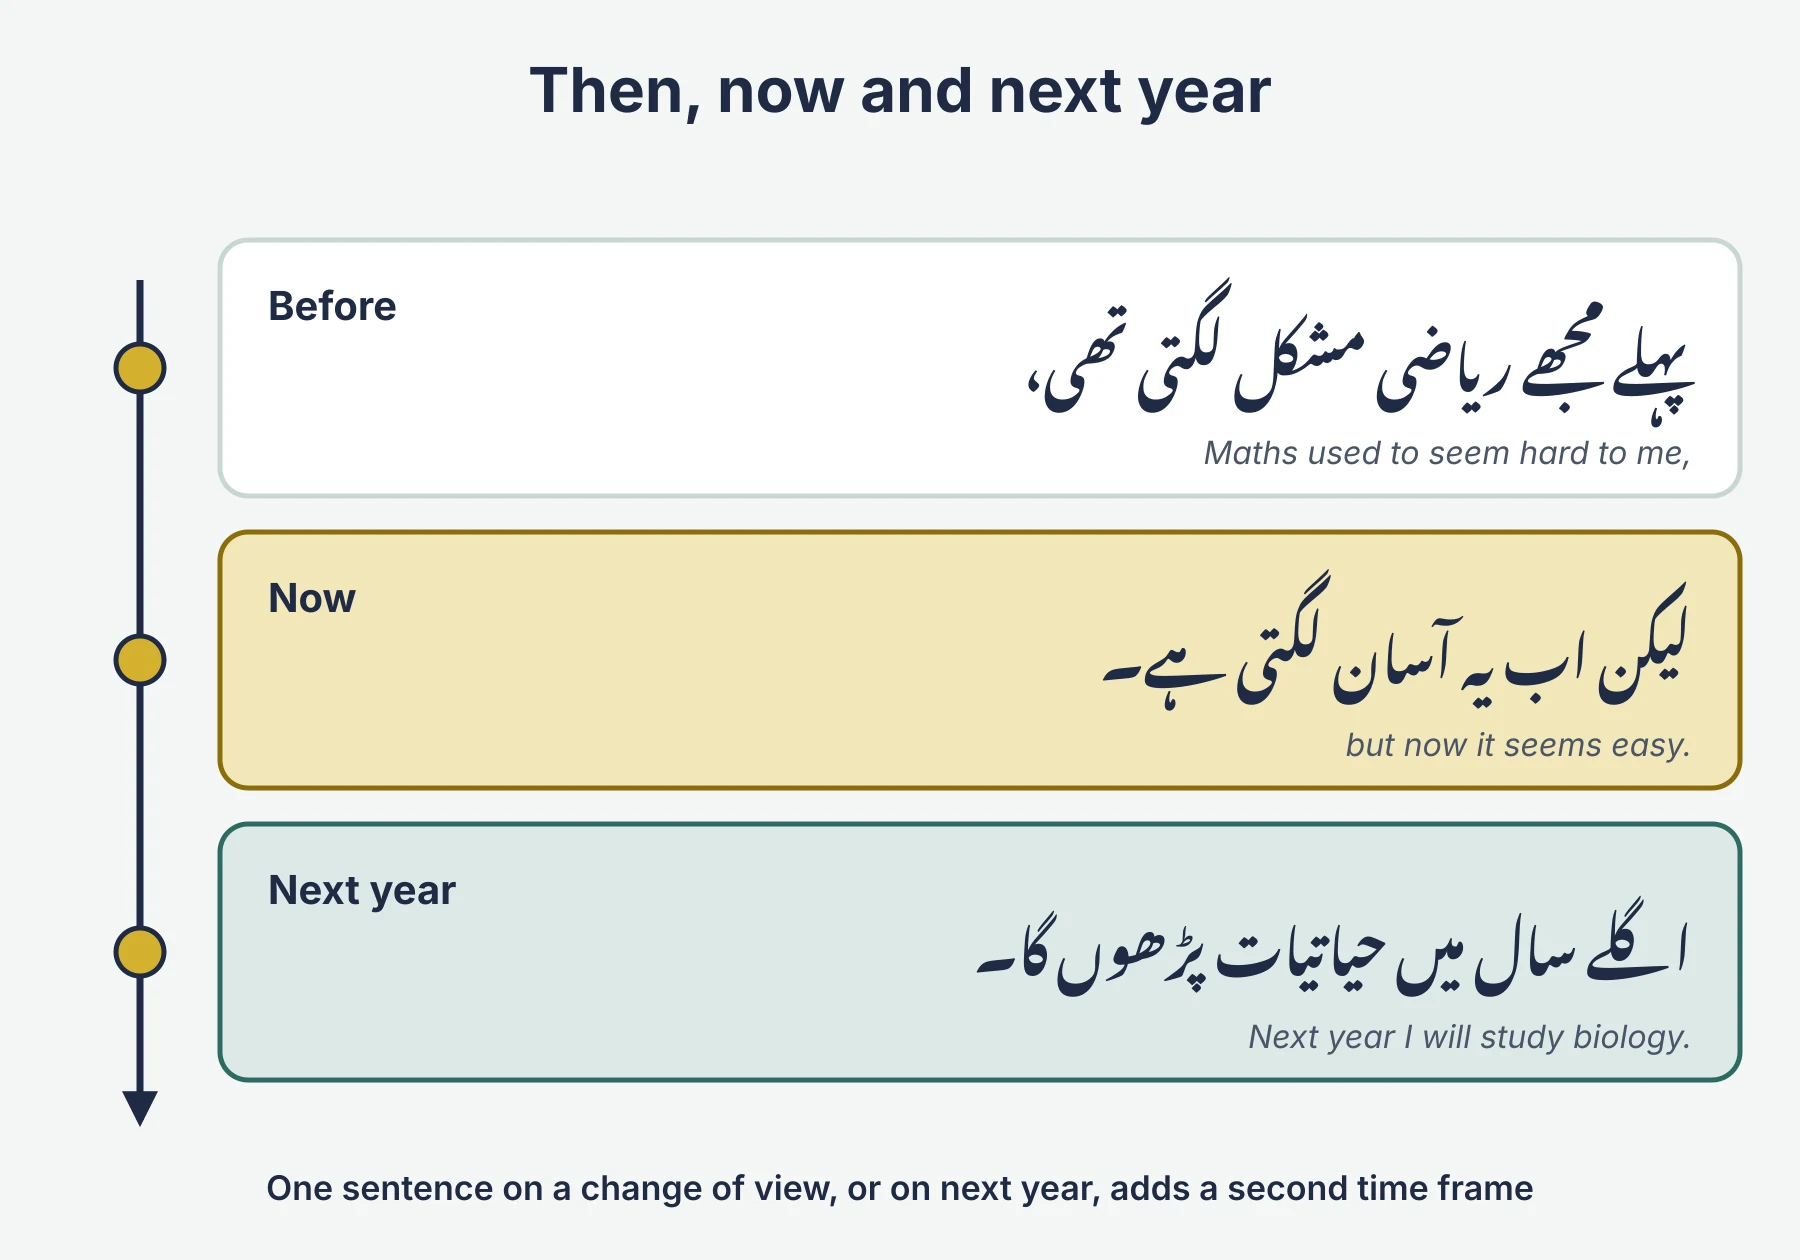 Then, now and next year
Before
پہلے مجھے ریاضی مشکل لگتی تھی،
Maths used to seem hard to me,
Now
لیکن اب یہ آسان لگتی ہے۔
but now it seems easy.
Next year
اگلے سال میں حیاتیات پڑھوں گا۔
Next year I will study biology.
One sentence on a change of view, or on next year, adds a second time frame